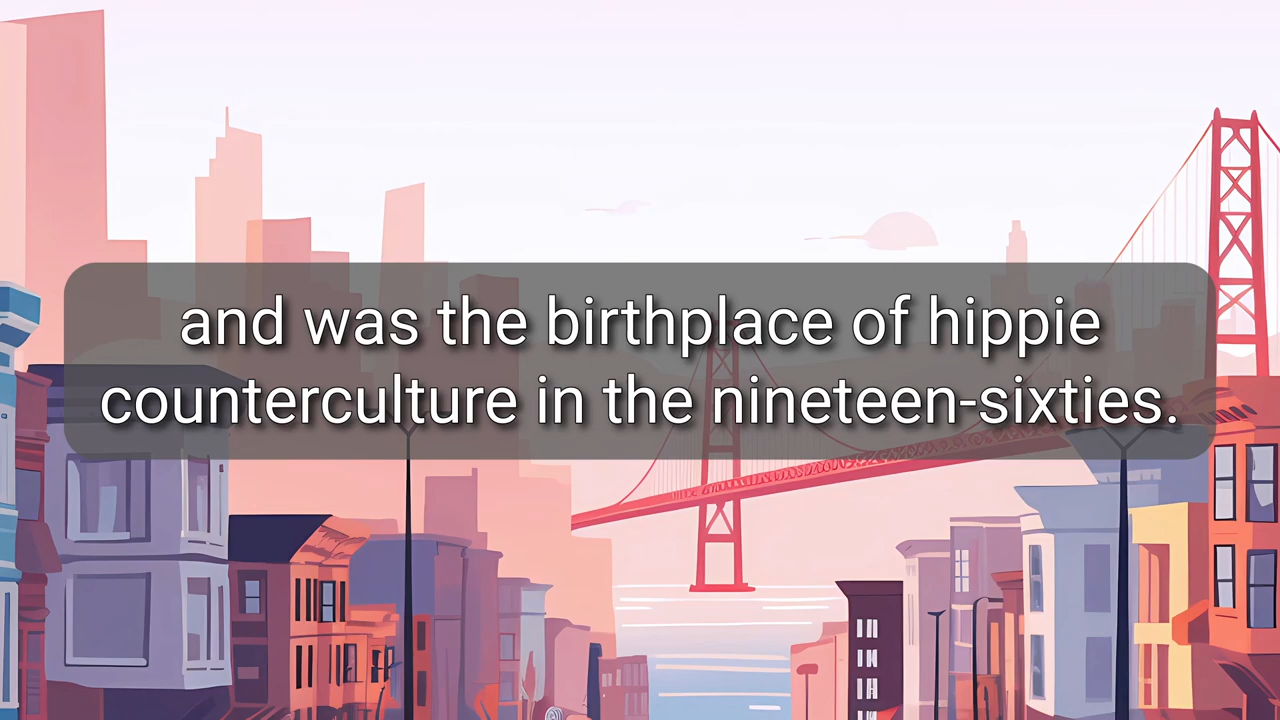 and was the birthplace of hippie
counterculture in the nineteen-sixties.